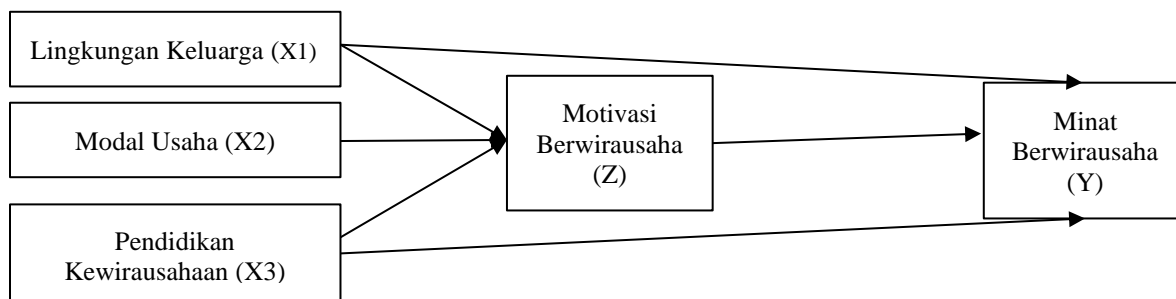 Lingkungan Keluarga (X1)
Modal Usaha (X2)
Pendidikan
Kewirausahaan (X3)
Motivasi
Berwirausaha
(Z)
Minat
Berwirausaha
(Y)